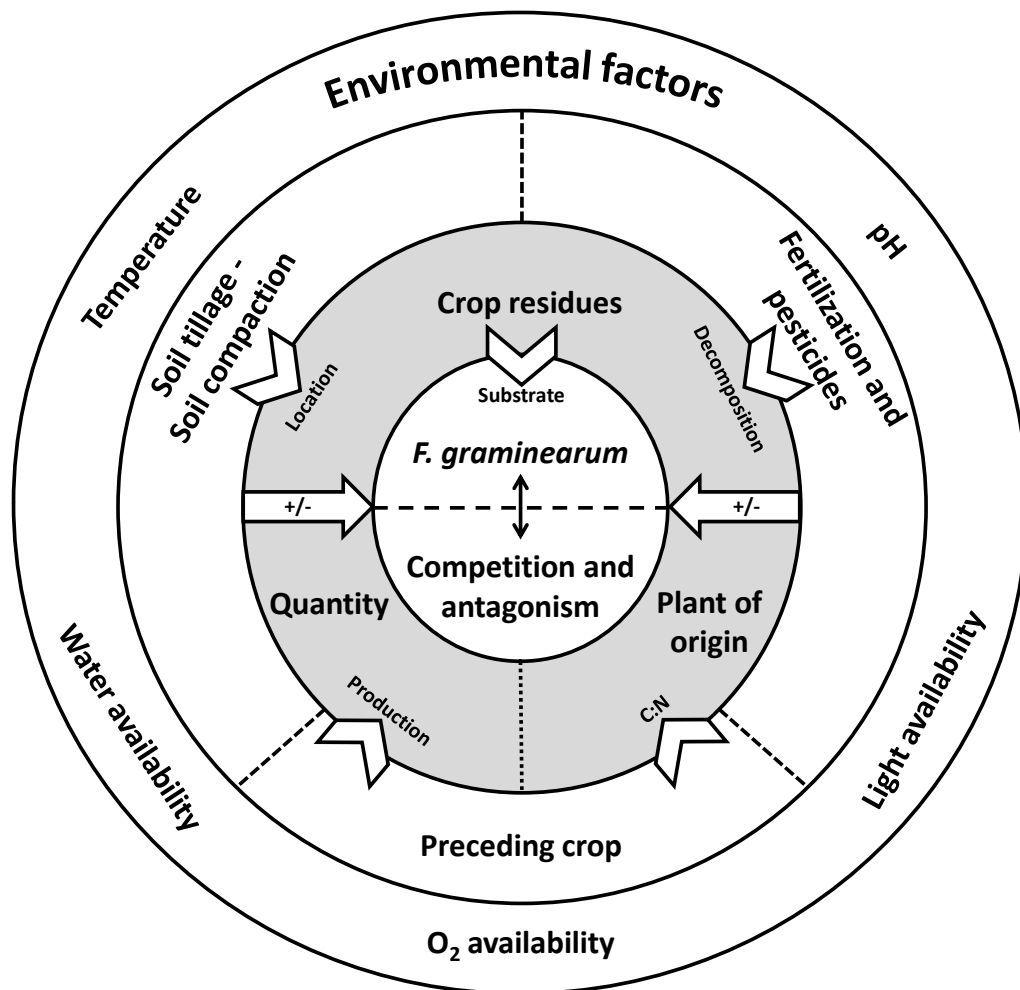 Environmental factors
Temperature
pH
Soil tillage -
Soil compaction
Fertilization and
pesticides
Crop residues
Location
Substrate
Decomposition
F. graminearum
+/-
+/-
Competition and
antagonism
Quantity
Plant of
origin
Production
C:N
Water availability
Light availability
Preceding crop
O₂ availability